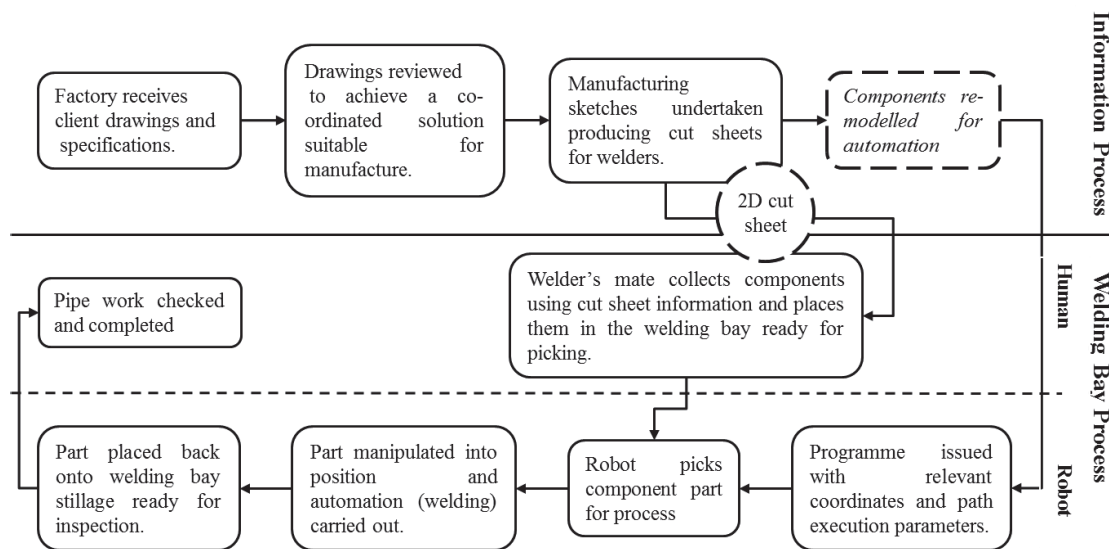 Factory receives
client drawings and
specifications.
Drawings reviewed
to achieve a co-
ordinated solution
suitable for
manufacture.
Manufacturing
sketches undertaken
producing cut sheets
for welders.
Components re-
modelled for
automation
Information Process
2D cut
sheet
Welder’s mate collects components
using cut sheet information and places
them in the welding bay ready for
picking.
Pipe work checked
and completed
Human
Welding Bay Process
Part placed back
onto welding bay
stillage ready for
inspection.
Part manipulated into
position and
automation (welding)
carried out.
Robot picks
component part
for process
Programme issued
with relevant
coordinates and path
execution parameters.
Robot